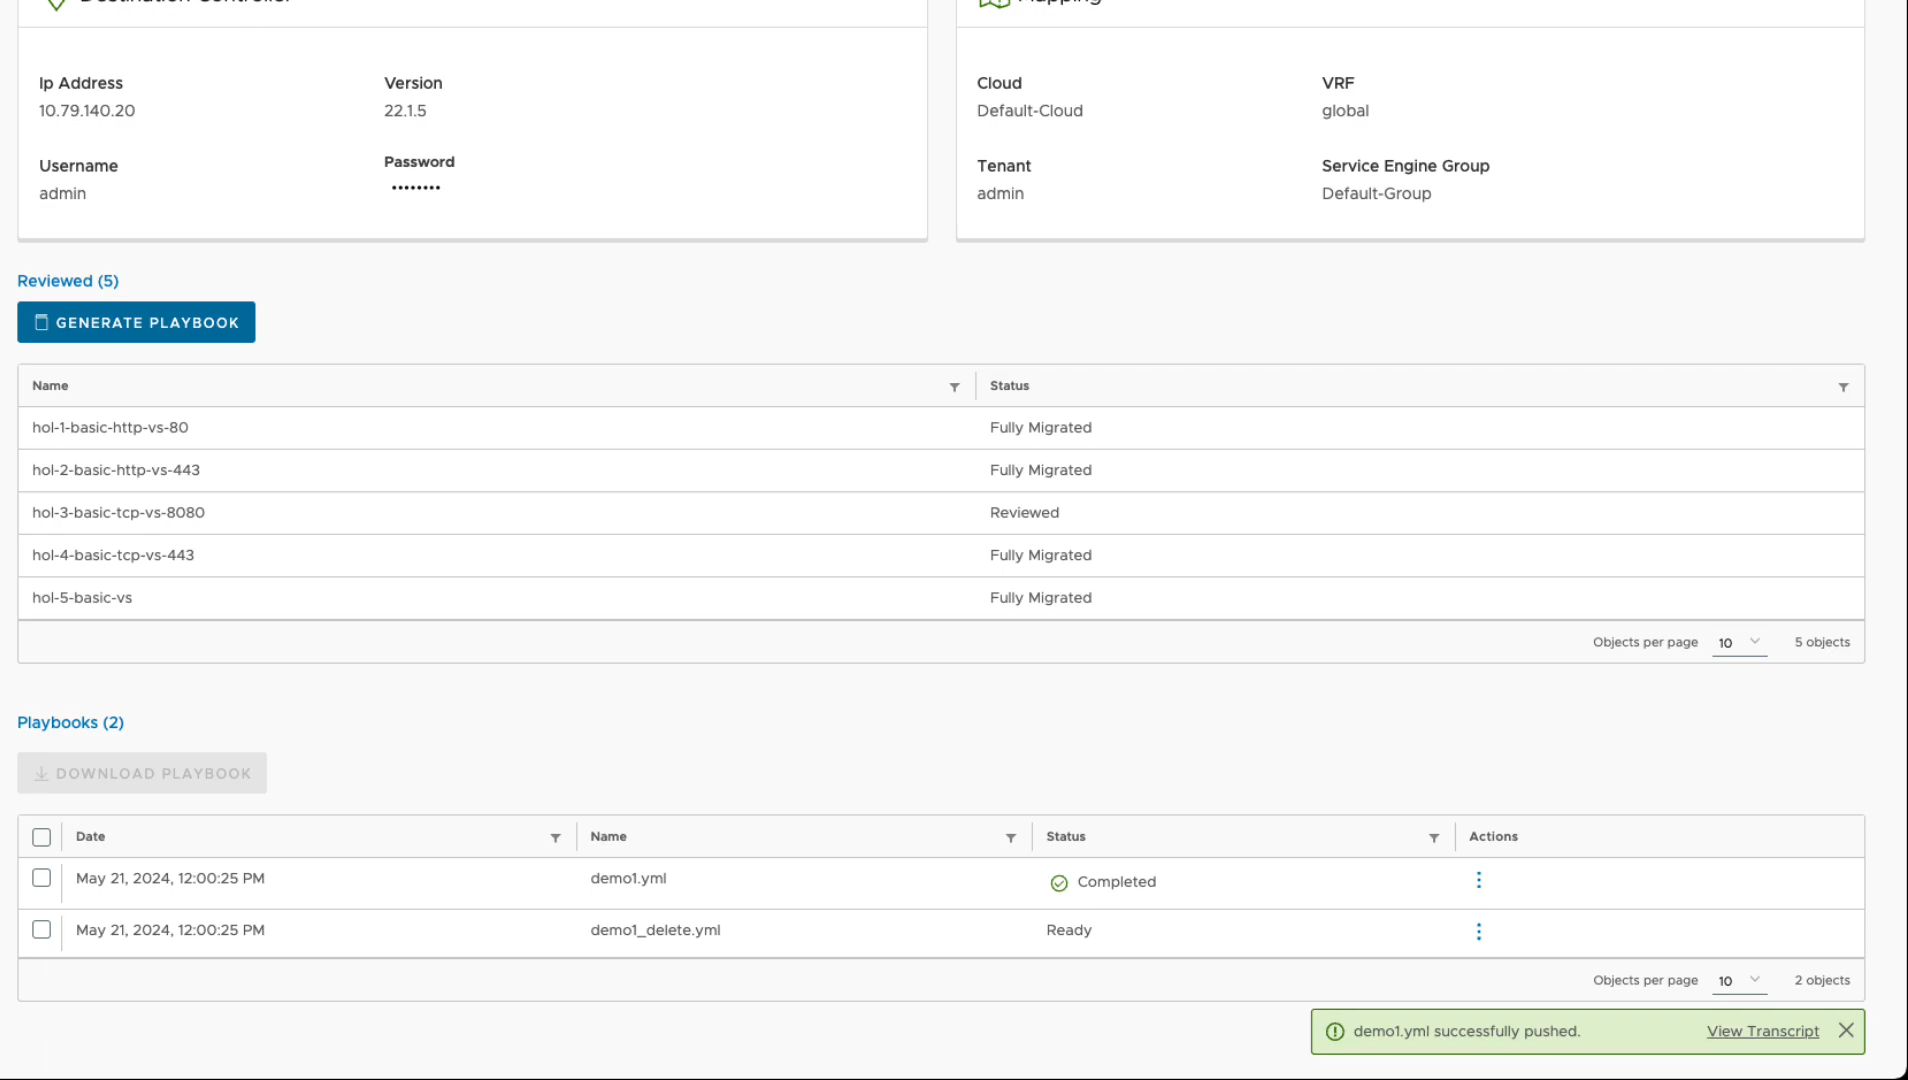 Destination Controller
Mapping
Ip Address
10.79.140.20
Version
22.1.5
Username
admin
Password
••••••••
Cloud
Default-Cloud
VRF
global
Tenant
admin
Service Engine Group
Default-Group
Reviewed (5)
GENERATE PLAYBOOK
Name Status
hol-1-basic-http-vs-80 Fully Migrated
hol-2-basic-http-vs-443 Fully Migrated
hol-3-basic-tcp-vs-8080 Reviewed
hol-4-basic-tcp-vs-443 Fully Migrated
hol-5-basic-vs Fully Migrated
Objects per page 10 5 objects
Playbooks (2)
DOWNLOAD PLAYBOOK
Date Name Status Actions
May 21, 2024, 12:00:25 PM demo1.yml Completed
May 21, 2024, 12:00:25 PM demo1_delete.yml Ready
Objects per page 10 2 objects
demo1.yml successfully pushed. View Transcript